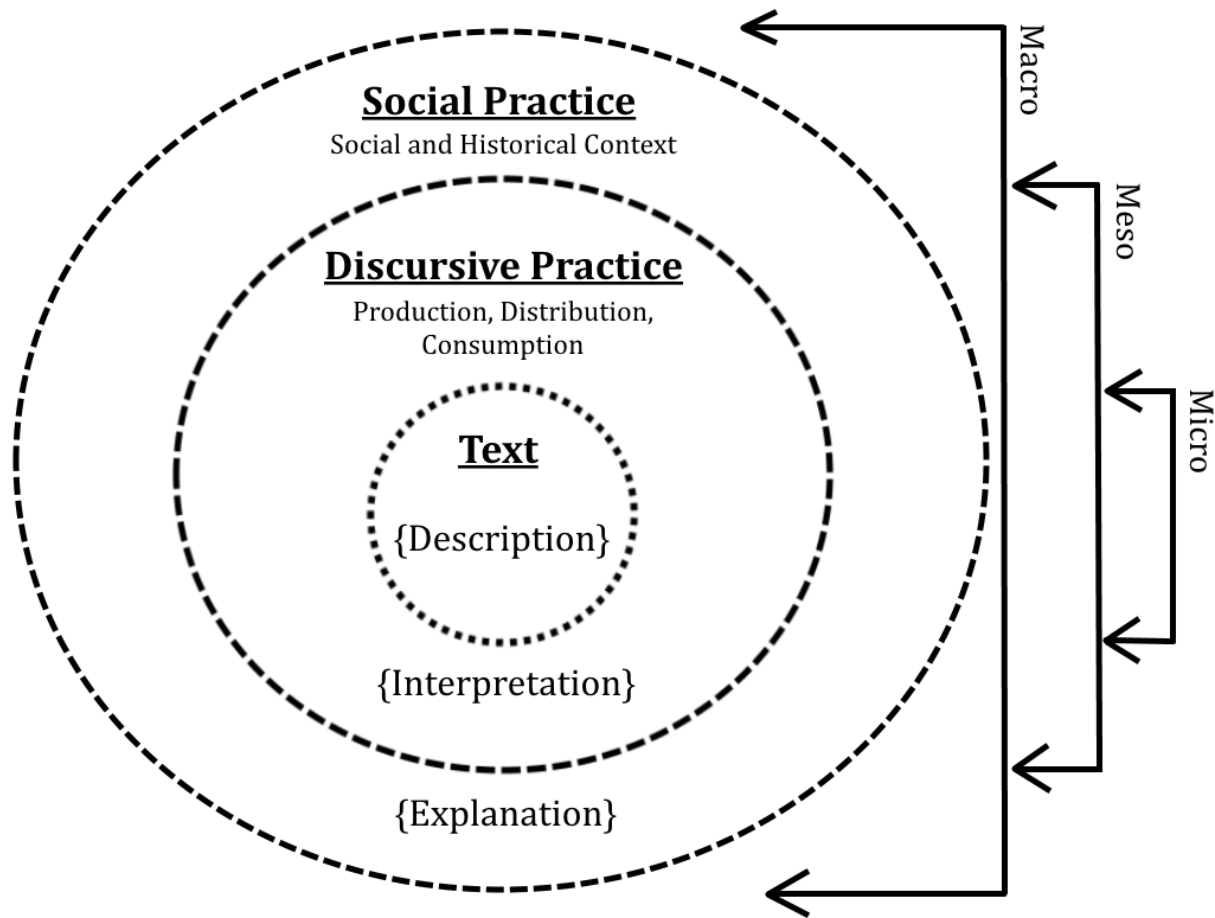 Social Practice
Social and Historical Context
Discursive Practice
Production, Distribution,
Consumption
Text
{Description}
{Interpretation}
{Explanation}
Macro
Meso
Micro